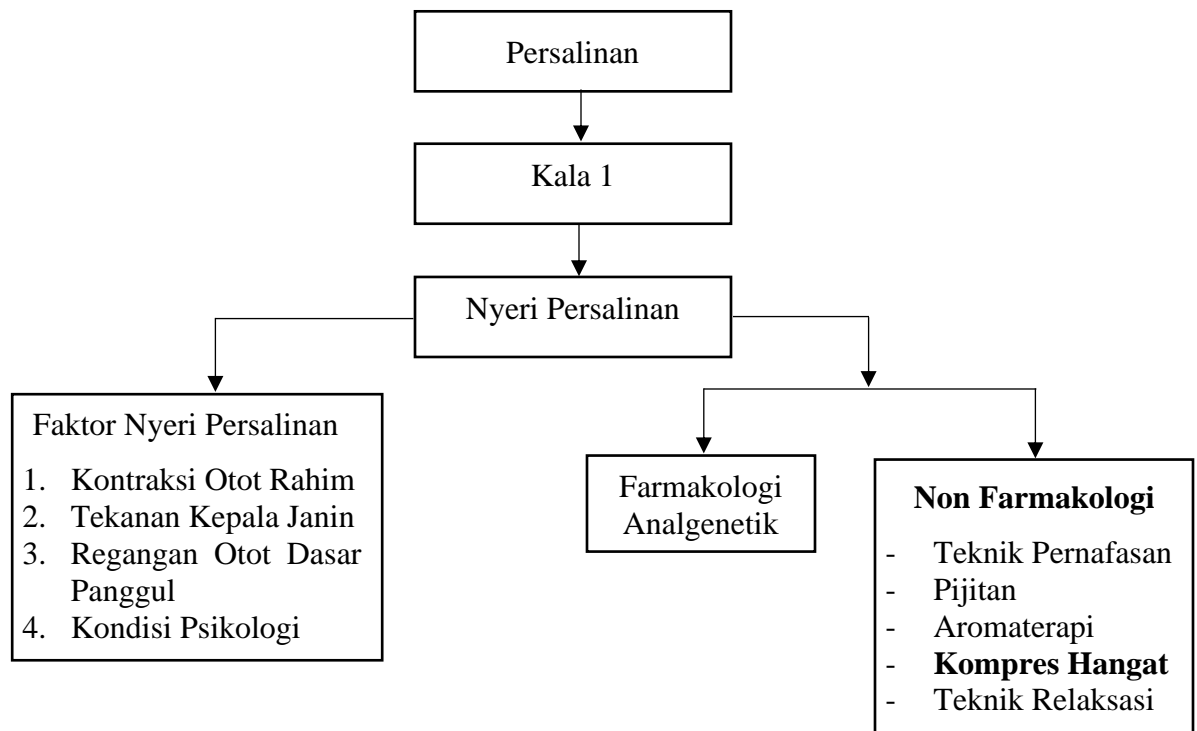 Persalinan
Kala 1
Nyeri Persalinan
Faktor Nyeri Persalinan
1. Kontraksi Otot Rahim
2. Tekanan Kepala Janin
3. Regangan Otot Dasar
Panggul
4. Kondisi Psikologi
Farmakologi
Analgenetik
Non Farmakologi
- Teknik Pernafasan
- Pijitan
- Aromaterapi
- Kompres Hangat
- Teknik Relaksasi